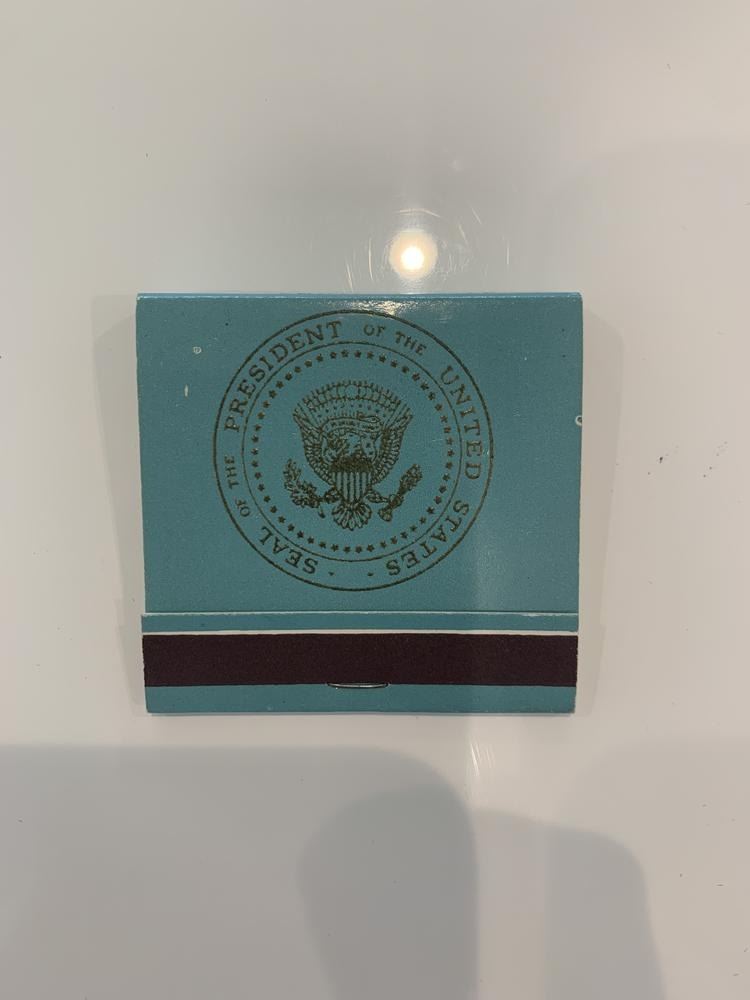 SEAL OF THE PRESIDENT OF THE UNITED STATES